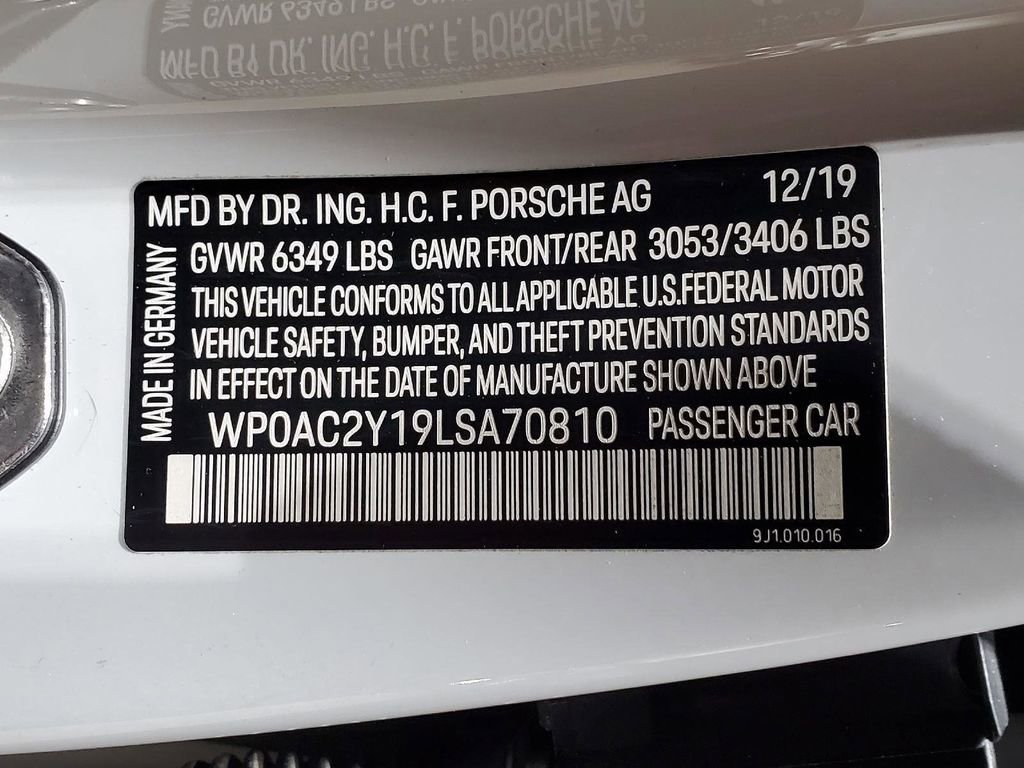 MFD BY DR. ING. H.C. F. PORSCHE AG 12/19
GVWR 6349 LBS GAWR FRONT/REAR 3053/3406 LBS
THIS VEHICLE CONFORMS TO ALL APPLICABLE U.S.FEDERAL MOTOR
VEHICLE SAFETY, BUMPER, AND THEFT PREVENTION STANDARDS
IN EFFECT ON THE DATE OF MANUFACTURE SHOWN ABOVE
WP0AC2Y19LSA70810 PASSENGER CAR
MADE IN GERMANY
9J1.010.016